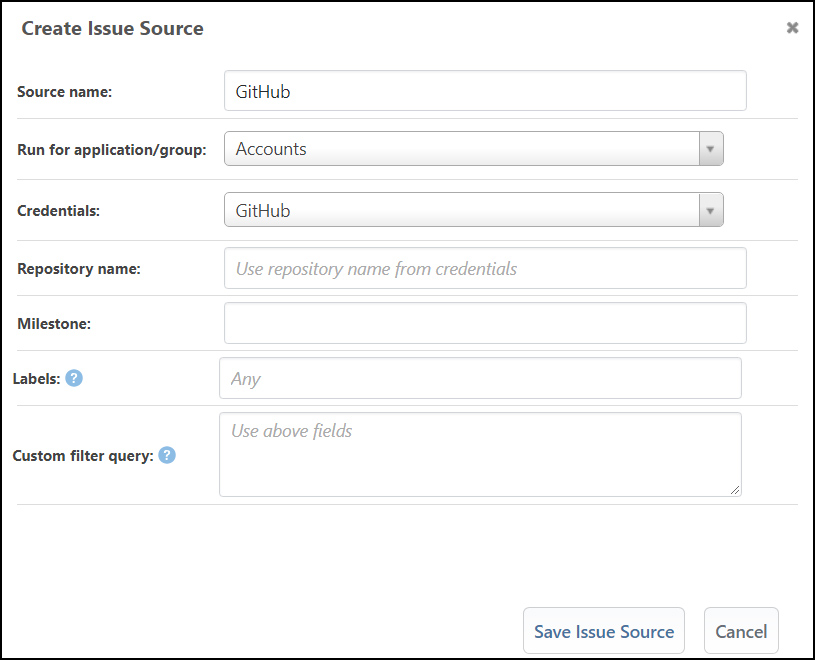 Create Issue Source
Source name: GitHub
Run for application/group: Accounts
Credentials: GitHub
Repository name: Use repository name from credentials
Milestone:
Labels: ? Any
Custom filter query: ? Use above fields
Save Issue Source Cancel